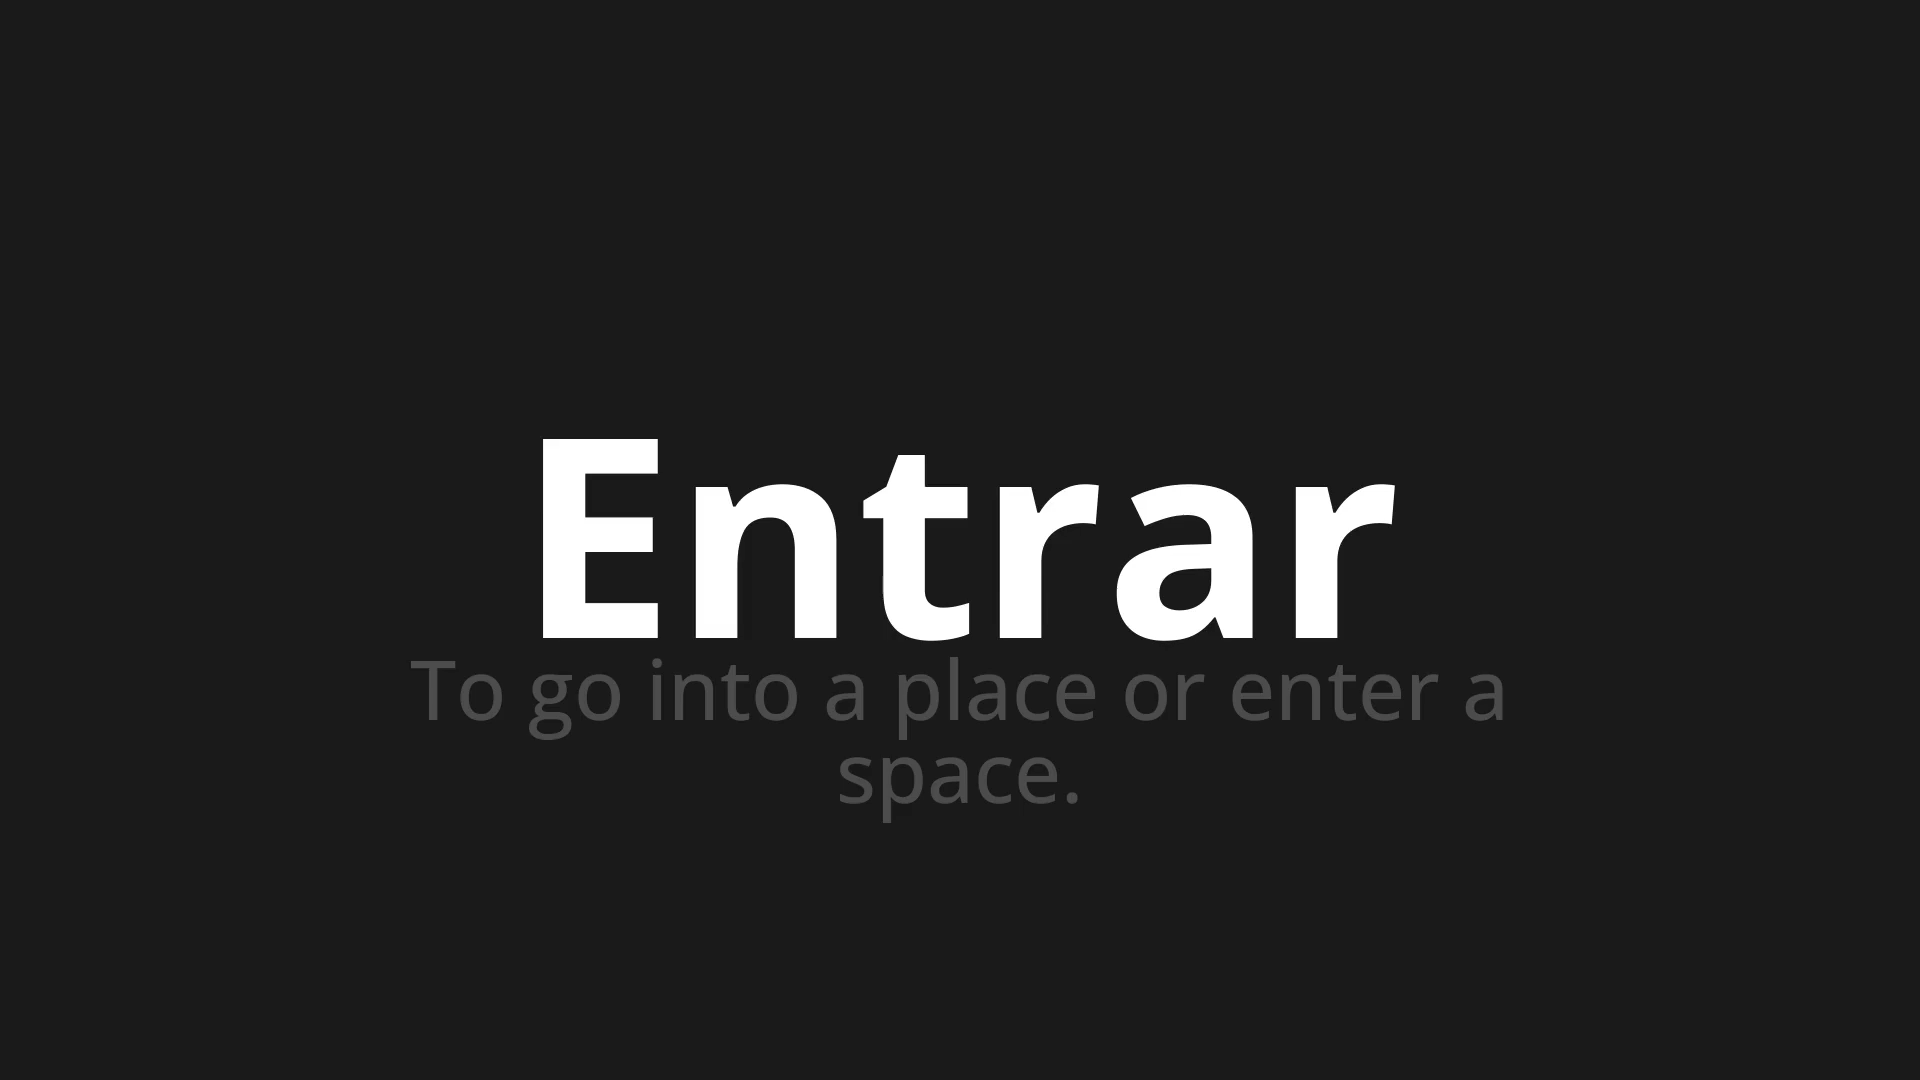 Entrar
To go into a place or enter a
space.